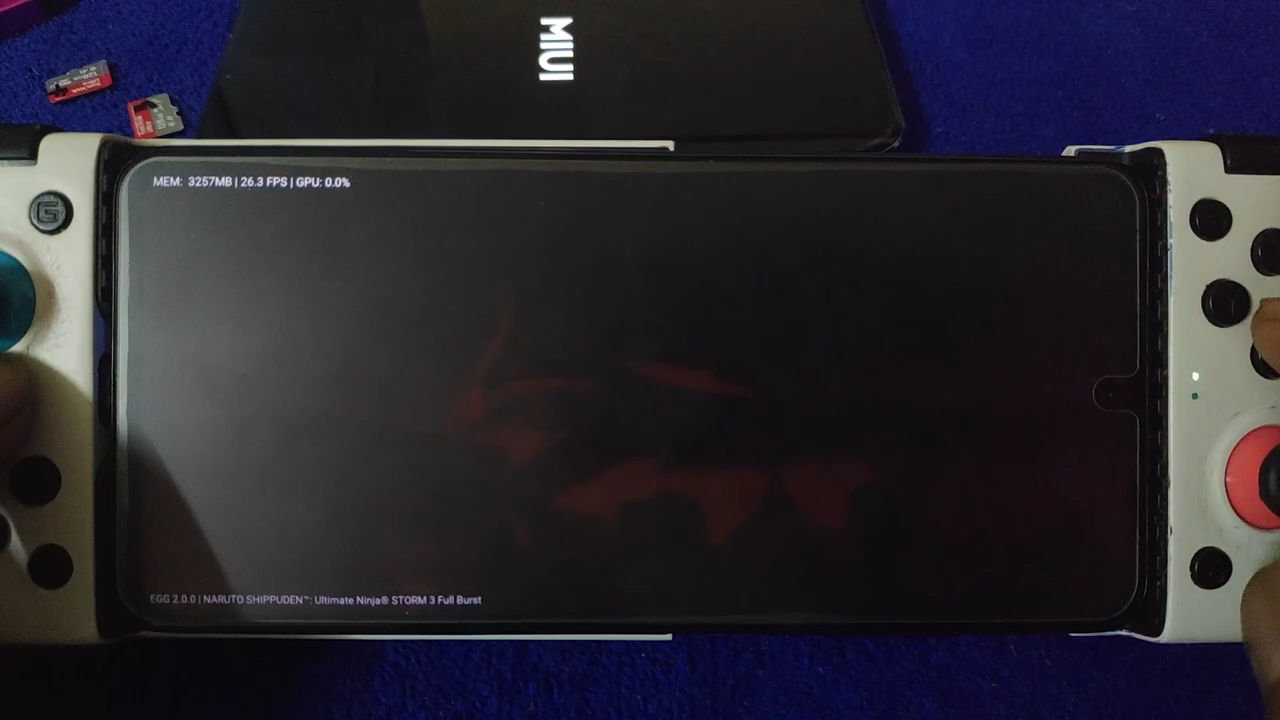 MIUI
MEM: 3257MB | 26.3 FPS | GPU: 0.0%
EGG 2.0.0 | NARUTO SHIPPUDEN™: Ultimate Ninja® STORM 3 Full Burst